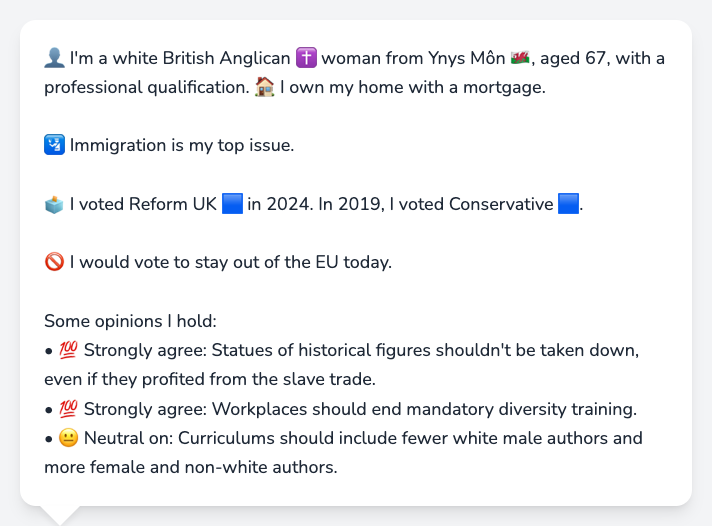 👤 I'm a white British Anglican ✝️ woman from Ynys Môn 🏴󠁧󠁢󠁷󠁬󠁳󠁿, aged 67, with a
professional qualification. 🏠 I own my home with a mortgage.
🛂 Immigration is my top issue.
🗳️ I voted Reform UK 🟦 in 2024. In 2019, I voted Conservative 🟦.
🚫 I would vote to stay out of the EU today.
Some opinions I hold:
• 💯 Strongly agree: Statues of historical figures shouldn't be taken down,
even if they profited from the slave trade.
• 💯 Strongly agree: Workplaces should end mandatory diversity training.
• 😐 Neutral on: Curriculums should include fewer white male authors and
more female and non-white authors.